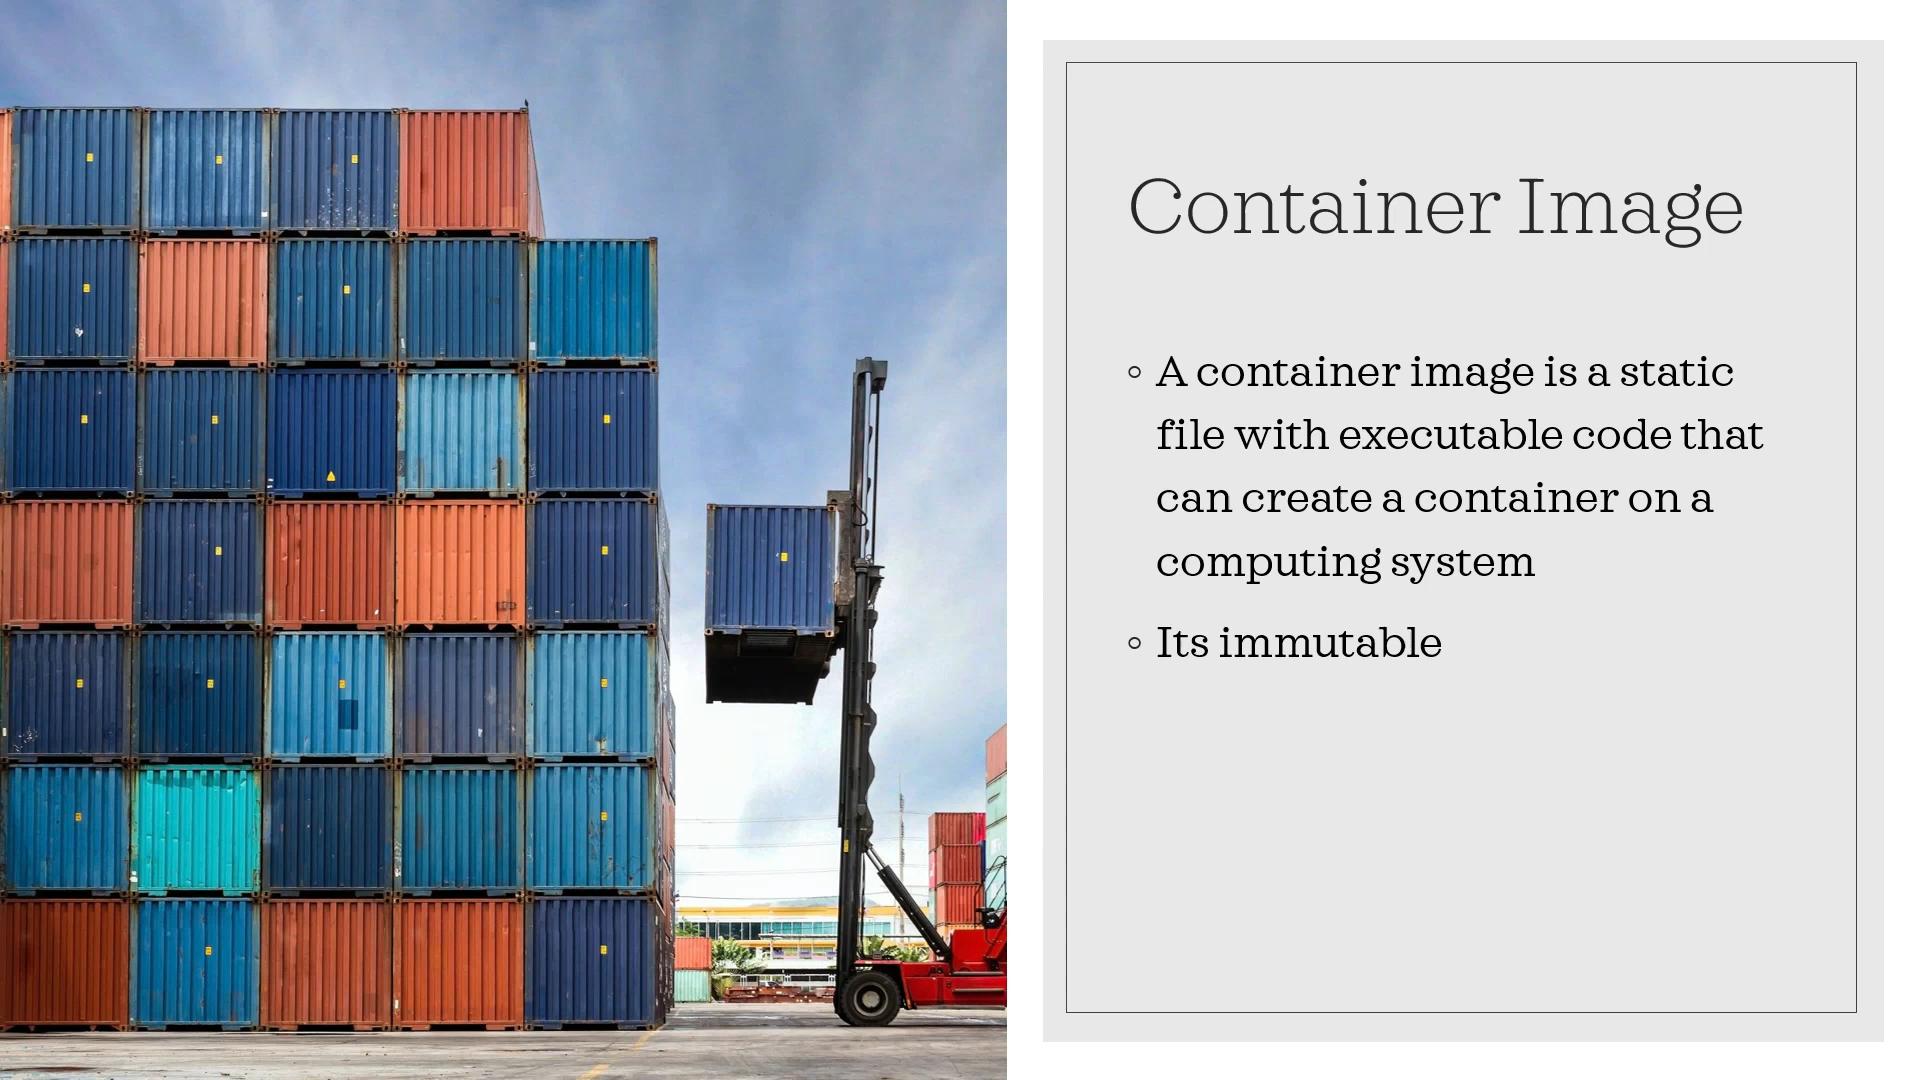 Container Image
A container image is a static
file with executable code that
can create a container on a
computing system
Its immutable